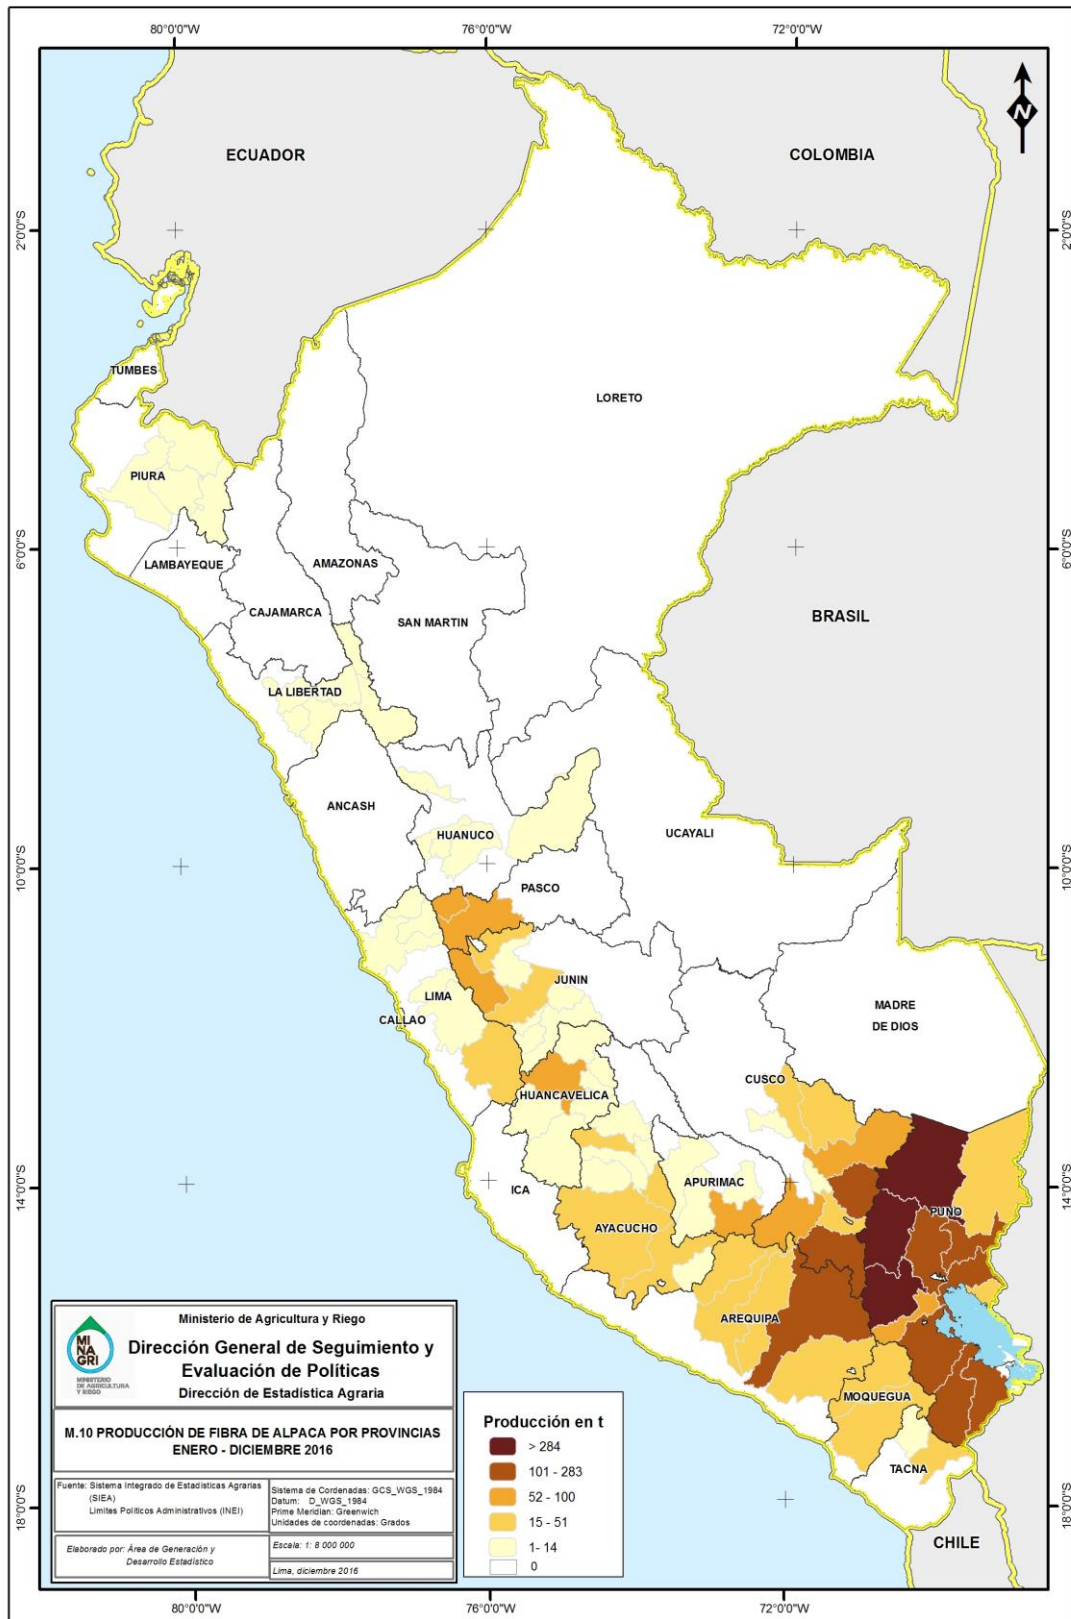 80°0'0"W 76°0'0"W 72°0'0"W
N
ECUADOR
COLOMBIA
2°0'0"S 2°0'0"S
TUMBES
LORETO
PIURA
6°0'0"S 6°0'0"S
LAMBAYEQUE
AMAZONAS
CAJAMARCA
SAN MARTIN
BRASIL
LA LIBERTAD
ANCASH
HUANUCO
UCAYALI
10°0'0"S 10°0'0"S
PASCO
JUNIN
LIMA
CALLAO
MADRE
DE DIOS
CUSCO
HUANCAVELICA
14°0'0"S 14°0'0"S
ICA
APURIMAC
PUNO
AYACUCHO
AREQUIPA
MOQUEGUA
TACNA
18°0'0"S 18°0'0"S
CHILE
MI
NA
GRI
MINISTERIO
DE AGRICULTURA
Y RIEGO
Ministerio de Agricultura y Riego
Dirección General de Seguimiento y
Evaluación de Políticas
Dirección de Estadística Agraria
M.10 PRODUCCIÓN DE FIBRA DE ALPACA POR PROVINCIAS
ENERO - DICIEMBRE 2016
Fuente: Sistema Integrado de Estadísticas Agrarias
(SIEA)
Limites Políticos Administrativos (INEI)
Sistema de Cordenadas: GCS_WGS_1984
Datum: D_WGS_1984
Prime Meridian: Greenwich
Unidades de coordenadas: Grados
Elaborado por: Área de Generación y
Desarrollo Estadístico
Escala: 1: 8 000 000
Lima, diciembre 2016
Producción en t
> 284
101 - 283
52 - 100
15 - 51
1- 14
0
80°0'0"W 76°0'0"W 72°0'0"W